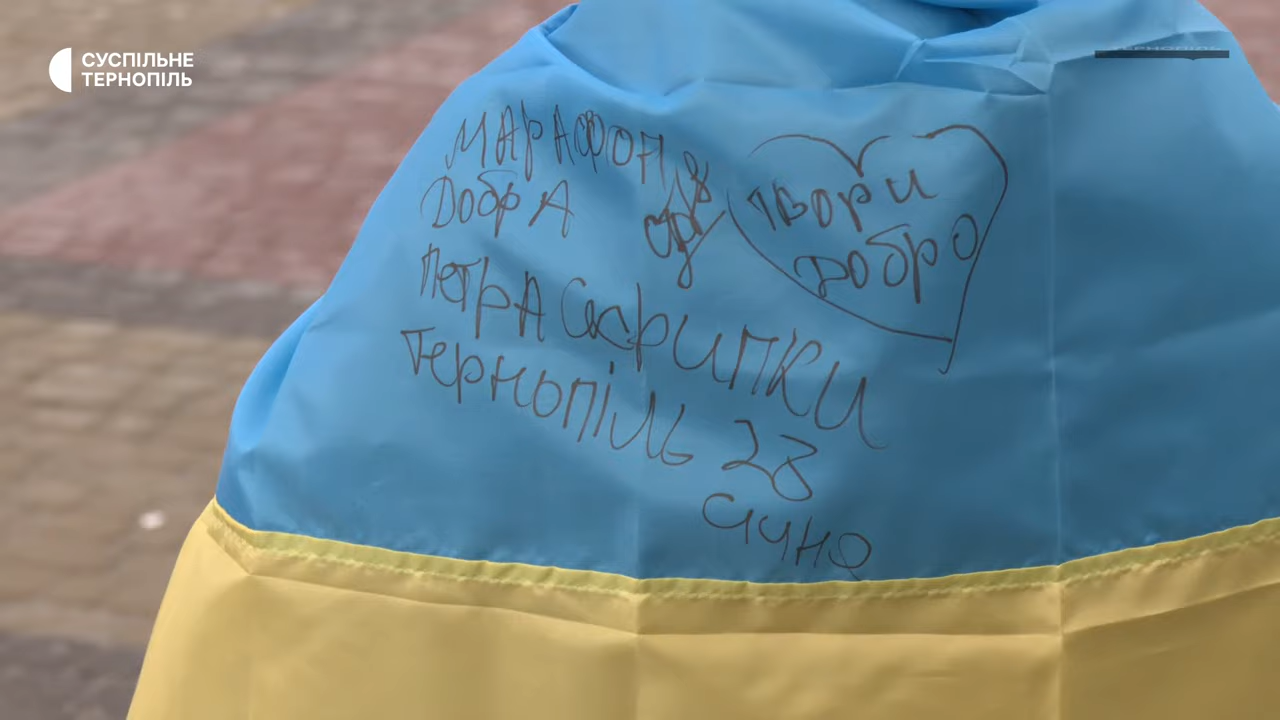 СУСПІЛЬНЕ
ТЕРНОПІЛЬ
МАРАФОН
ДОБРА
ПЕТРА СКРИПКИ
ТЕРНОПІЛЬ 28
СІЧНЯ
ТВОРИ
ДОБРО